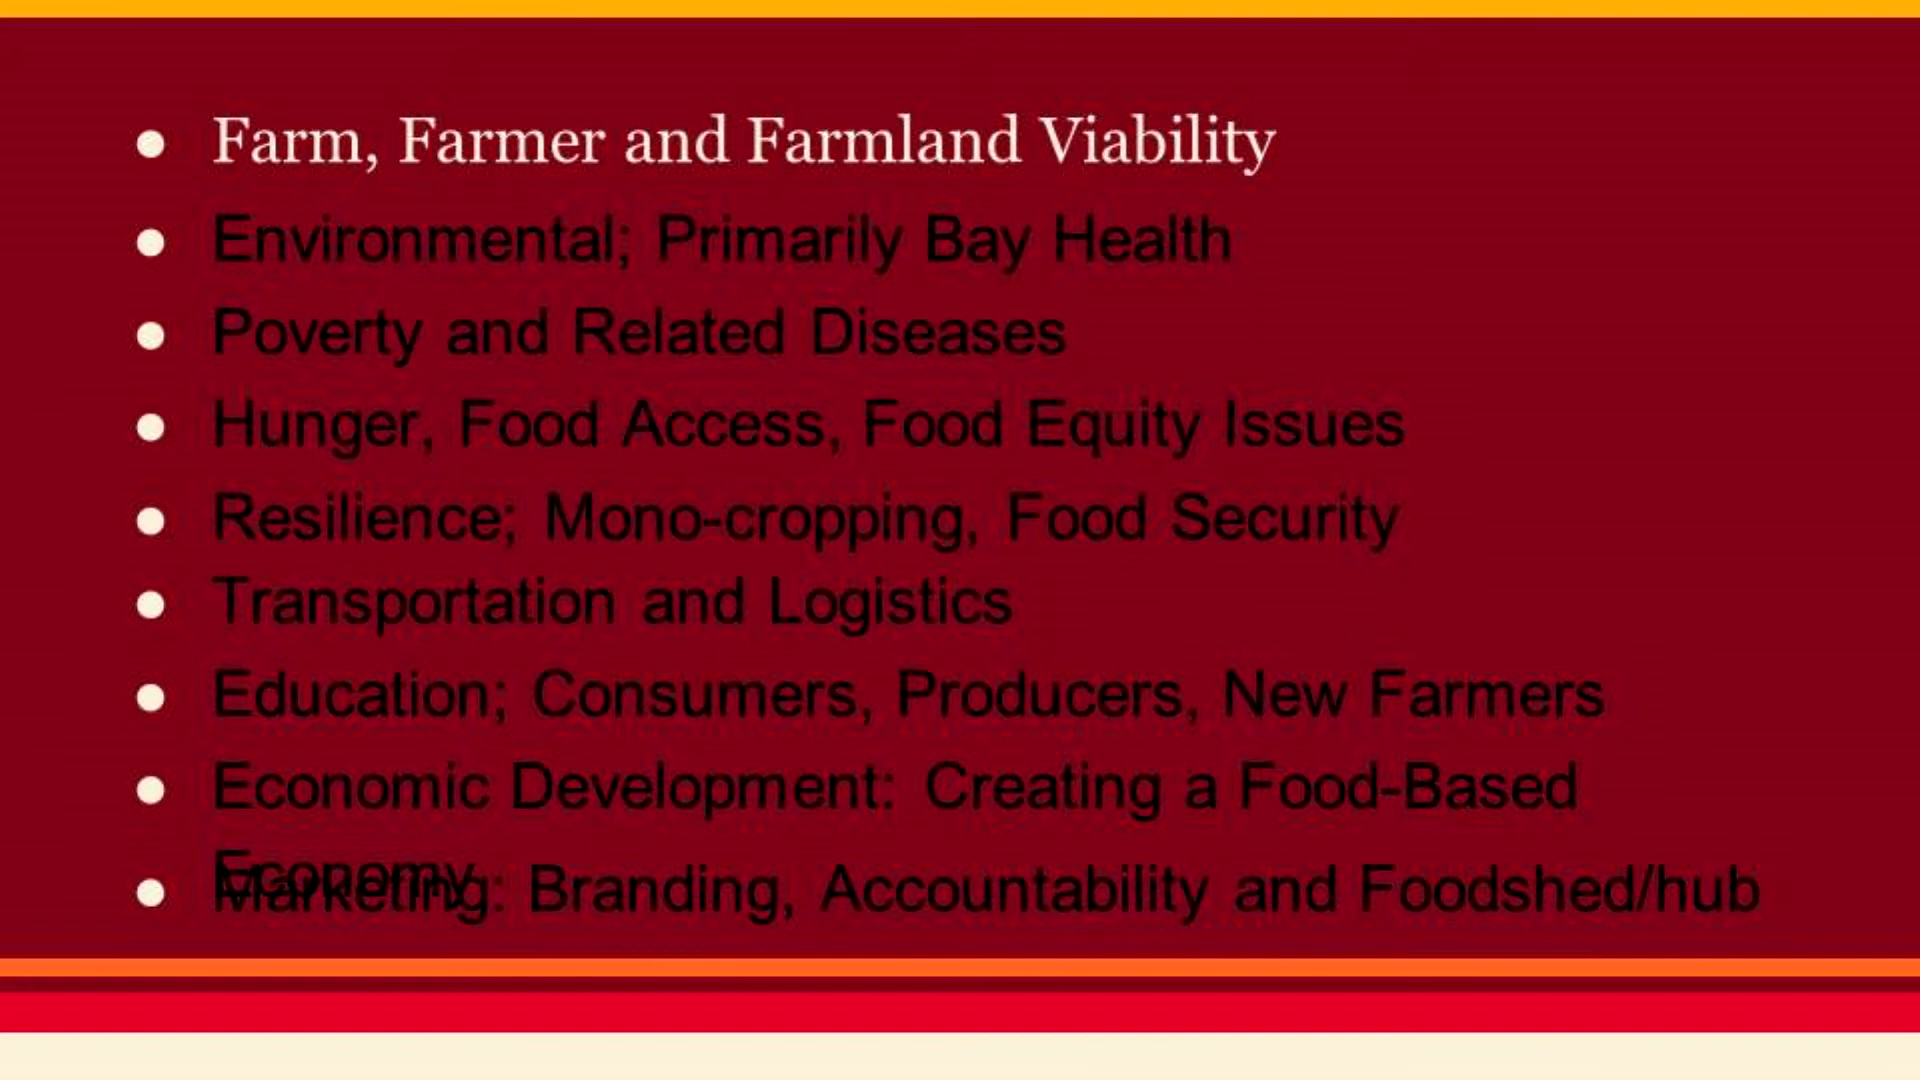 ● Farm, Farmer and Farmland Viability
● Environmental; Primarily Bay Health
● Poverty and Related Diseases
● Hunger, Food Access, Food Equity Issues
● Resilience; Mono-cropping, Food Security
● Transportation and Logistics
● Education; Consumers, Producers, New Farmers
● Economic Development: Creating a Food-Based
Economy
● Marketing: Branding, Accountability and Foodshed/hub